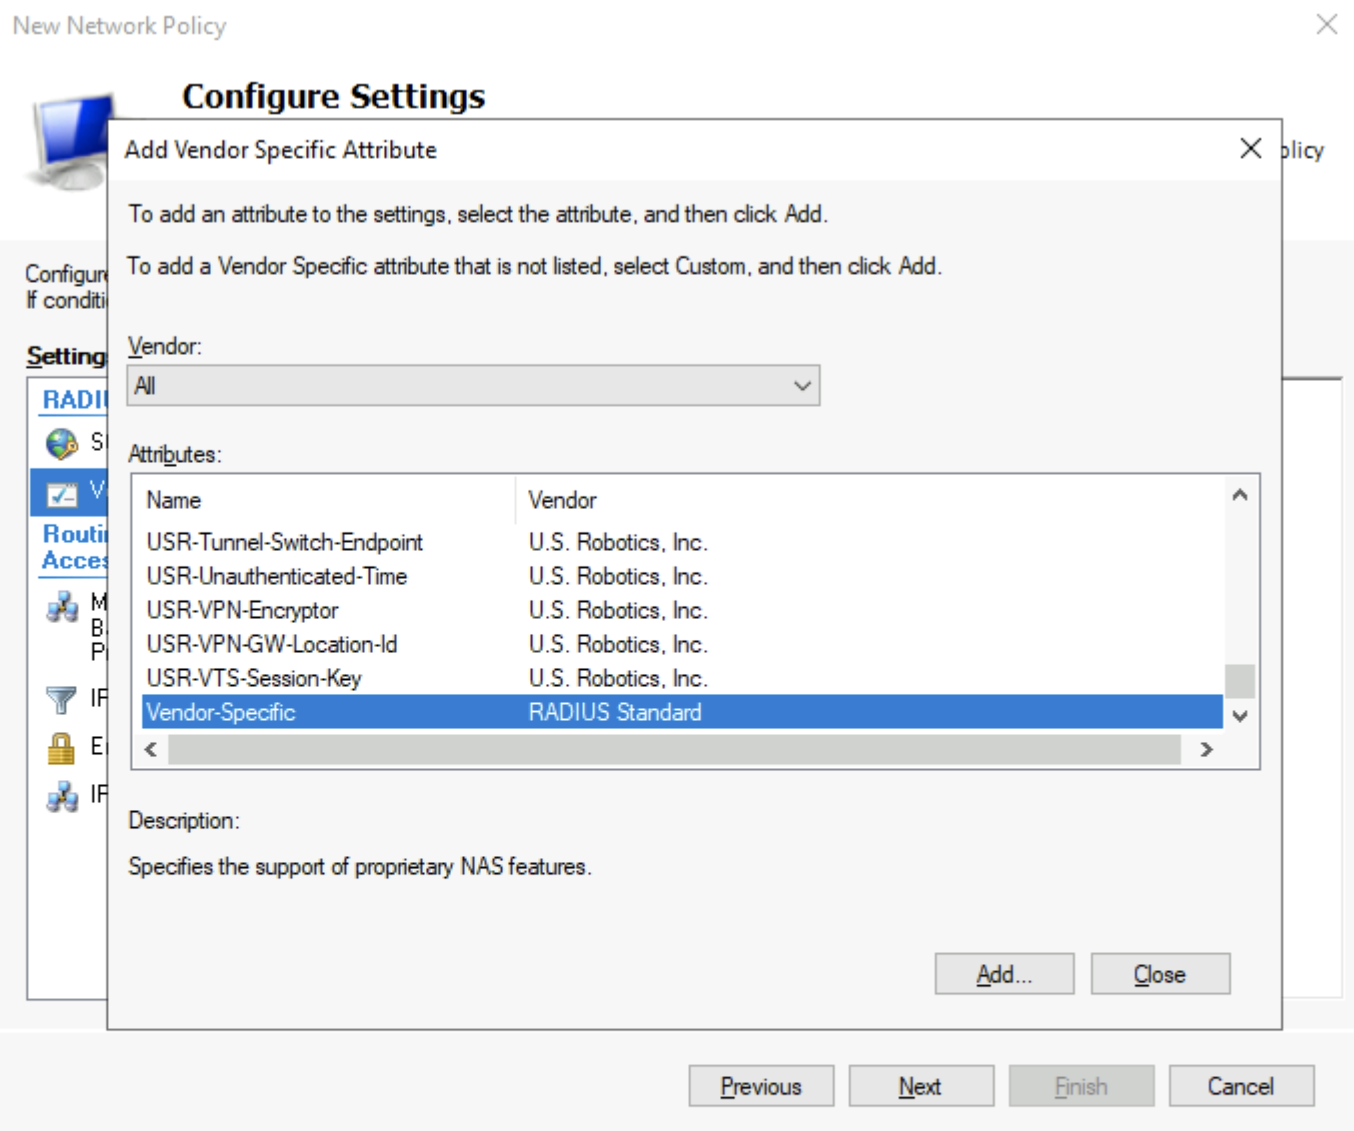 New Network Policy
Configure Settings
Add Vendor Specific Attribute
olicy
To add an attribute to the settings, select the attribute, and then click Add.
Configure
To add a Vendor Specific attribute that is not listed, select Custom, and then click Add.
If conditi
Vendor:
Setting
All
RADIU
Attributes:
Name Vendor
USR-Tunnel-Switch-Endpoint U.S. Robotics, Inc.
Routi
Acces
USR-Unauthenticated-Time U.S. Robotics, Inc.
USR-VPN-Encryptor U.S. Robotics, Inc.
USR-VPN-GW-Location-Id U.S. Robotics, Inc.
USR-VTS-Session-Key U.S. Robotics, Inc.
Vendor-Specific RADIUS Standard
Description:
Specifies the support of proprietary NAS features.
Add... Close
Previous Next Finish Cancel